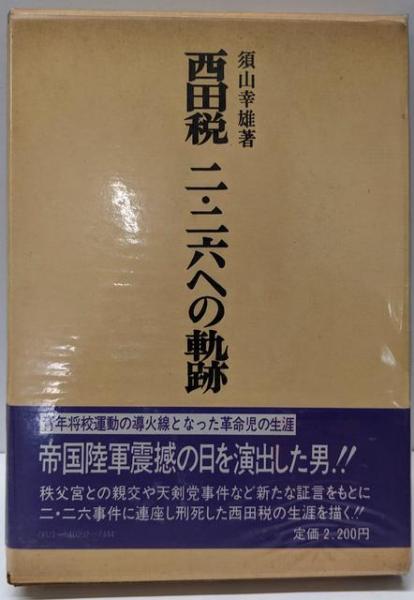 須山幸雄著
西田税 二・二六への軌跡
青年将校運動の導火線となった革命児の生涯
帝国陸軍震撼の日を演出した男!!
秩父宮との親交や天剣党事件など新たな証言をもとに
二・二六事件に連座し刑死した西田税の生涯を描く!!
定価 2,200円